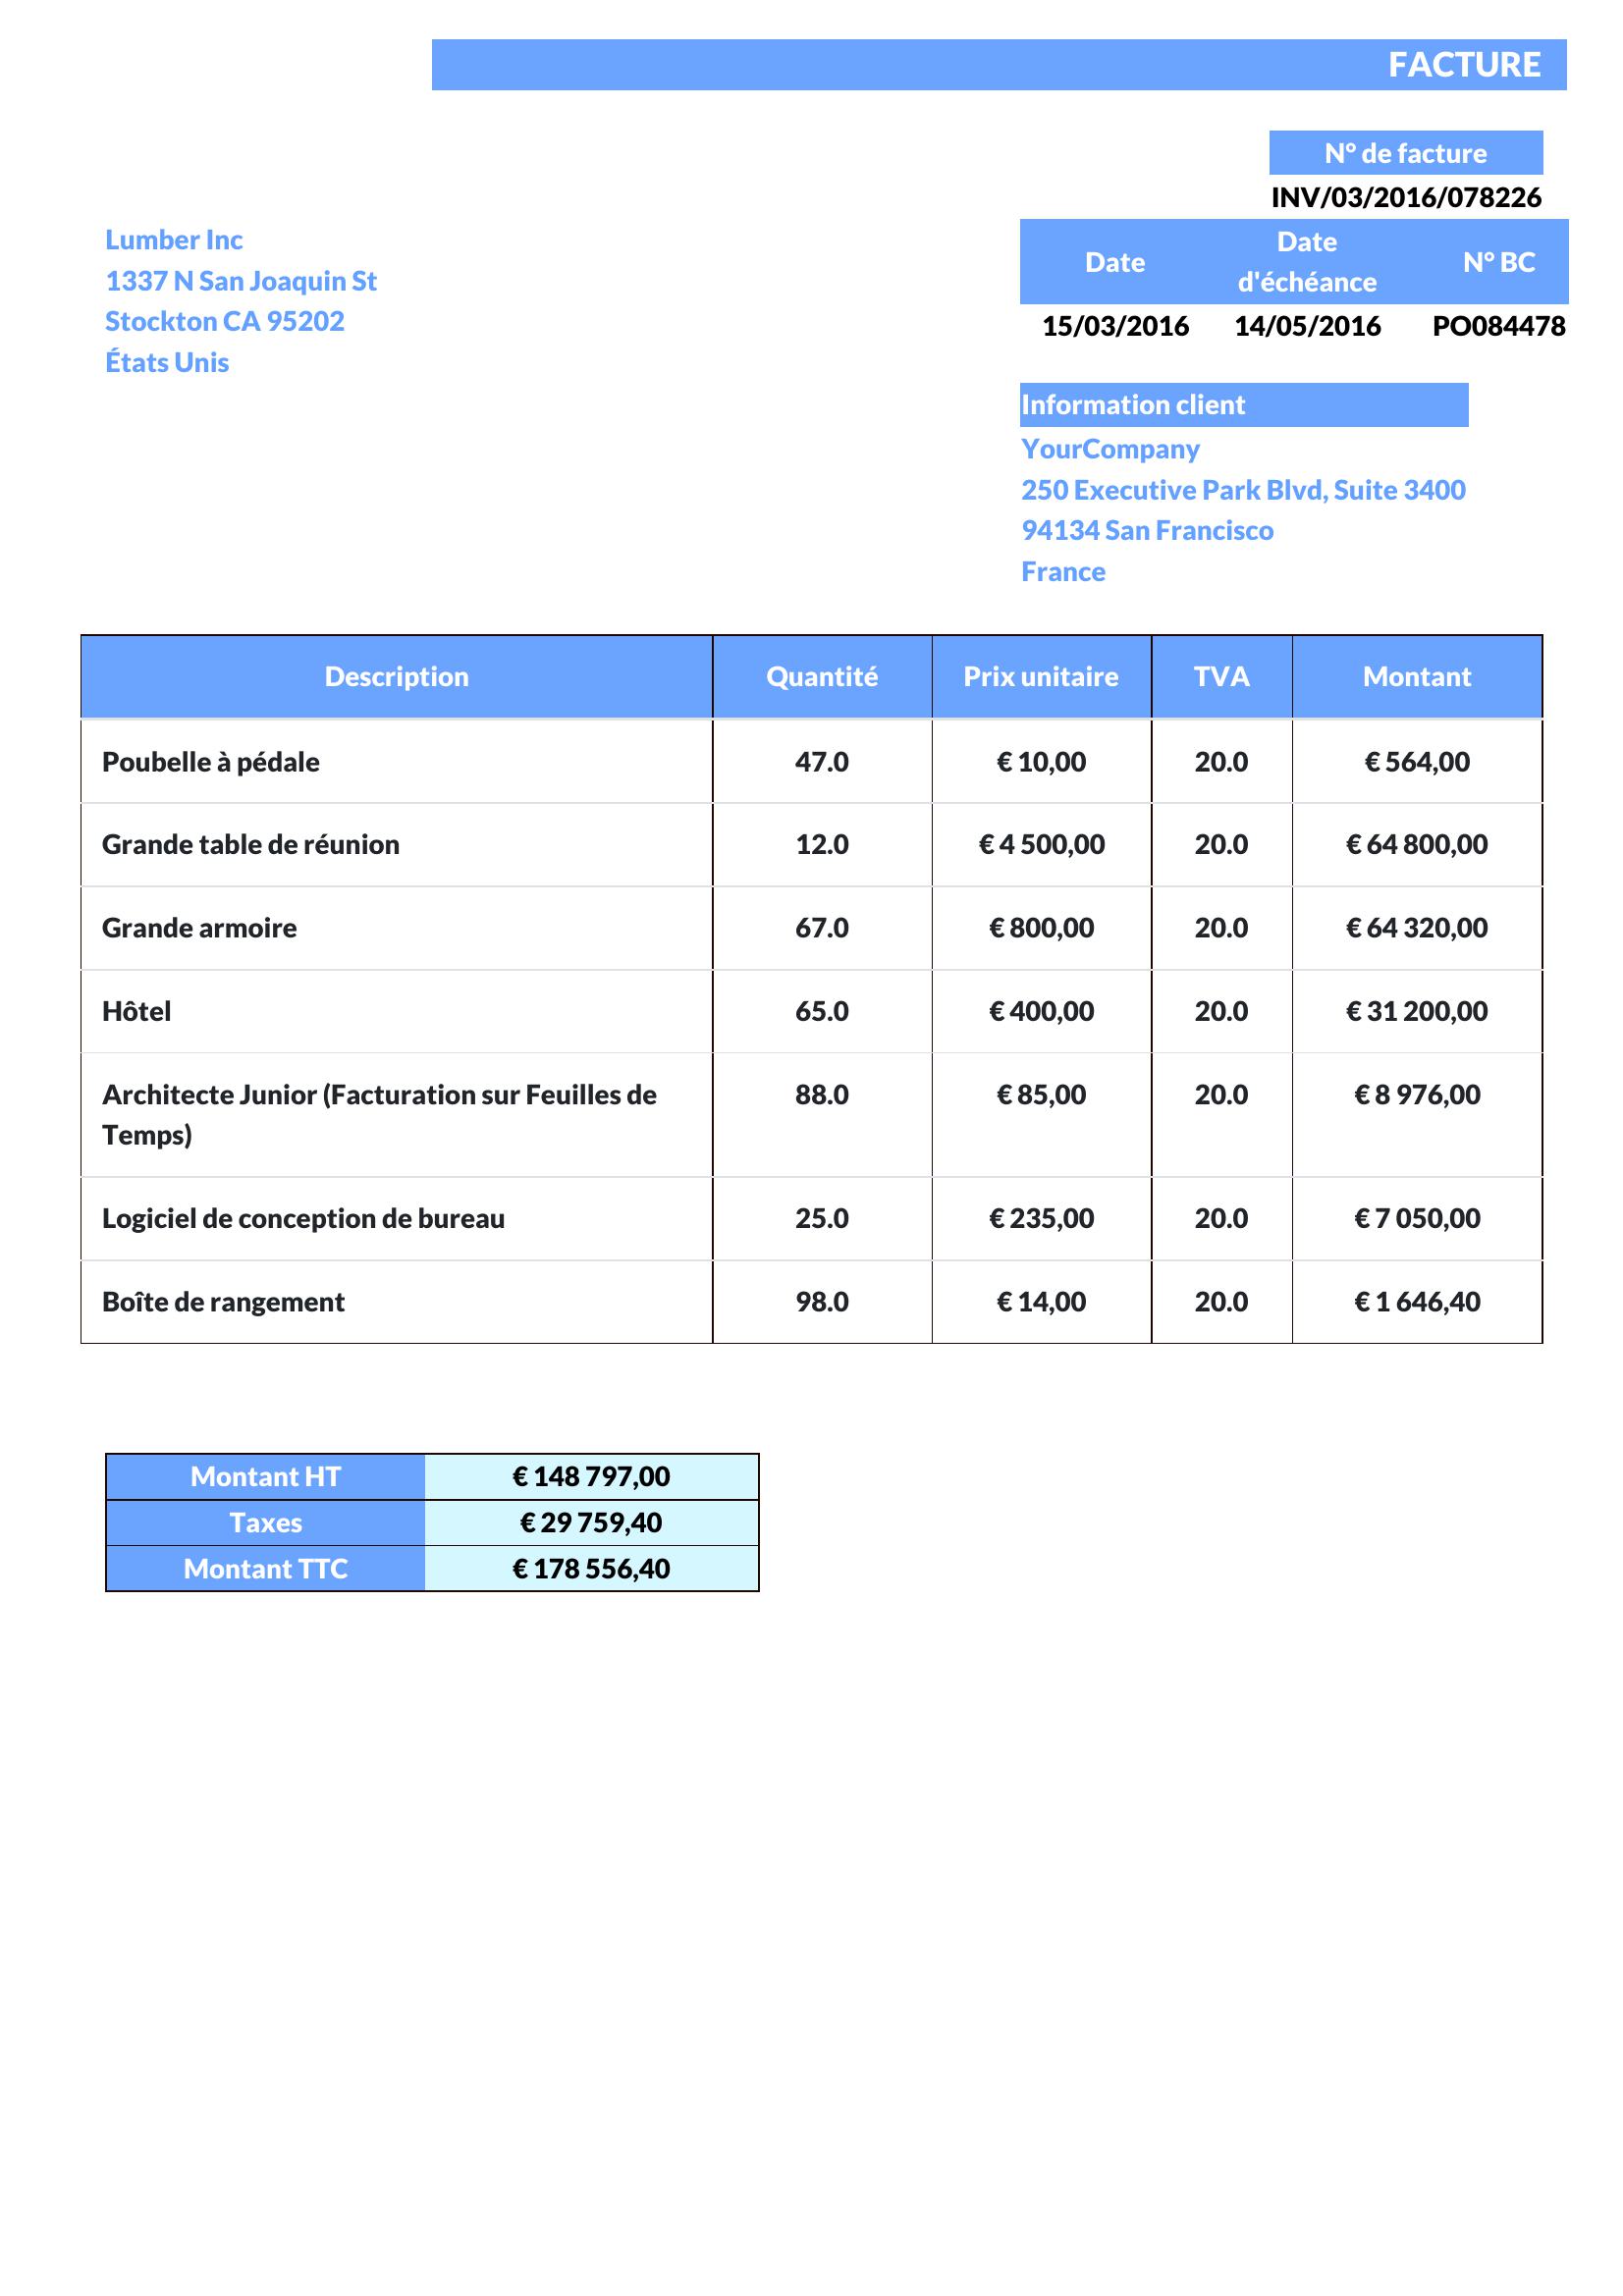 FACTURE
N° de facture
INV/03/2016/078226
Lumber Inc
1337 N San Joaquin St
Stockton CA 95202
États Unis
Date Date d'échéance N° BC
15/03/2016 14/05/2016 PO084478
Information client
YourCompany
250 Executive Park Blvd, Suite 3400
94134 San Francisco
France
Description Quantité Prix unitaire TVA Montant
Poubelle à pédale 47.0 € 10,00 20.0 € 564,00
Grande table de réunion 12.0 € 4 500,00 20.0 € 64 800,00
Grande armoire 67.0 € 800,00 20.0 € 64 320,00
Hôtel 65.0 € 400,00 20.0 € 31 200,00
Architecte Junior (Facturation sur Feuilles de 88.0 € 85,00 20.0 € 8 976,00
Temps)
Logiciel de conception de bureau 25.0 € 235,00 20.0 € 7 050,00
Boîte de rangement 98.0 € 14,00 20.0 € 1 646,40
Montant HT € 148 797,00
Taxes € 29 759,40
Montant TTC € 178 556,40